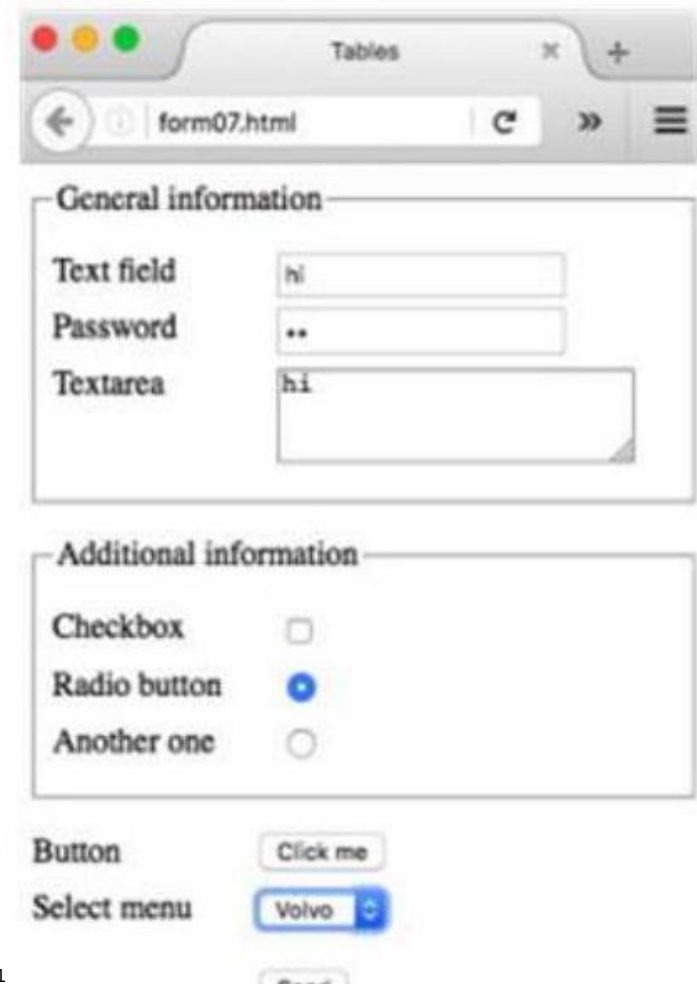 Tables
form07.html
General information
Text field hi
Password
Textarea hi
Additional information
Checkbox
Radio button
Another one
Button Click me
Select menu Volvo
1